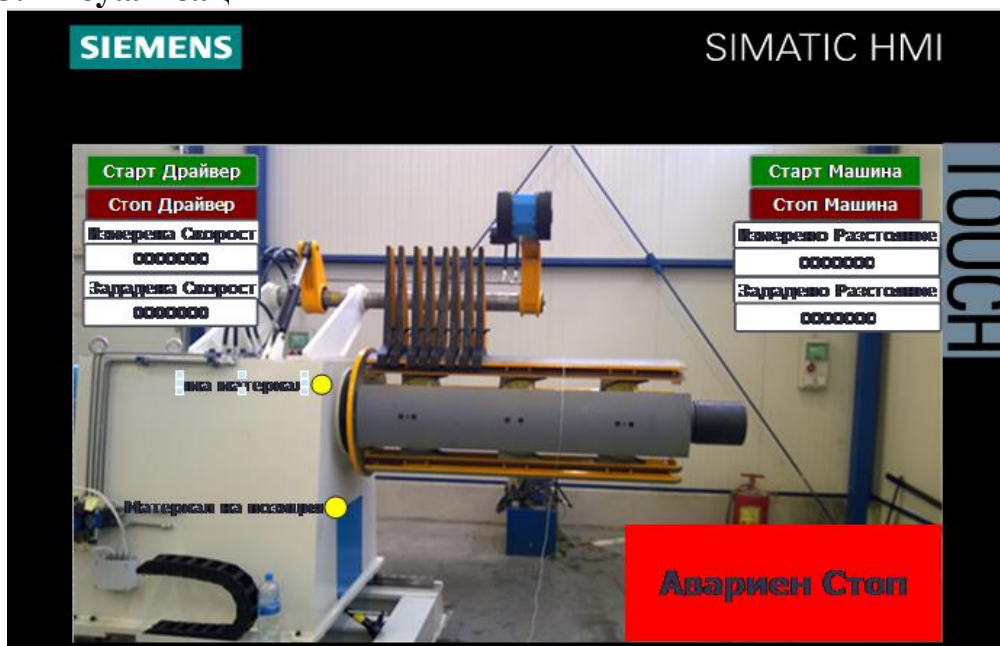 SIEMENS
SIMATIC HMI
TOUCH
Старт Драйвер
Стоп Драйвер
Измерена Скорост
0000000
Зададена Скорост
0000000
Старт Машина
Стоп Машина
Измерено Разстояние
0000000
Зададено Разстояние
0000000
материал
Материал на позиция
Авариен Стоп